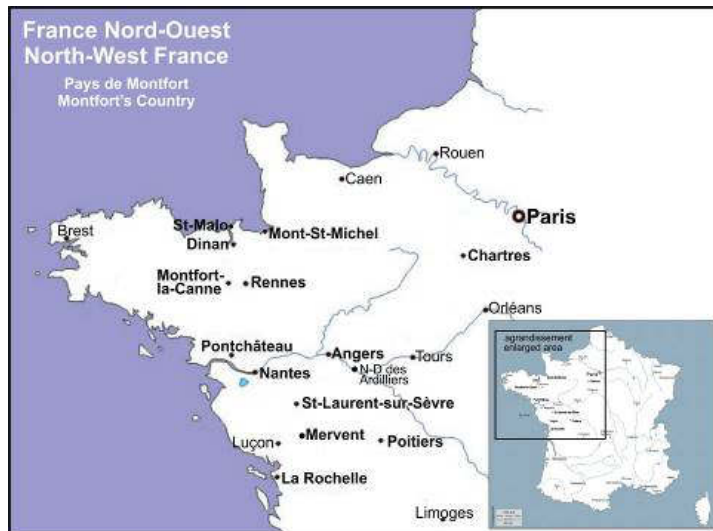 France Nord-Ouest
North-West France
Pays de Montfort
Montfort's Country
Rouen
Caen
Paris
St-Malo
Brest
Mont-St-Michel
Dinan
Chartres
Montfort-
la-Canne
Rennes
Orléans
agrandissement
enlarged area
Pontchâteau
Angers
Tours
N-D des
Ardilliers
Nantes
St-Laurent-sur-Sèvre
Mervent
Luçon
Poitiers
La Rochelle
Limoges